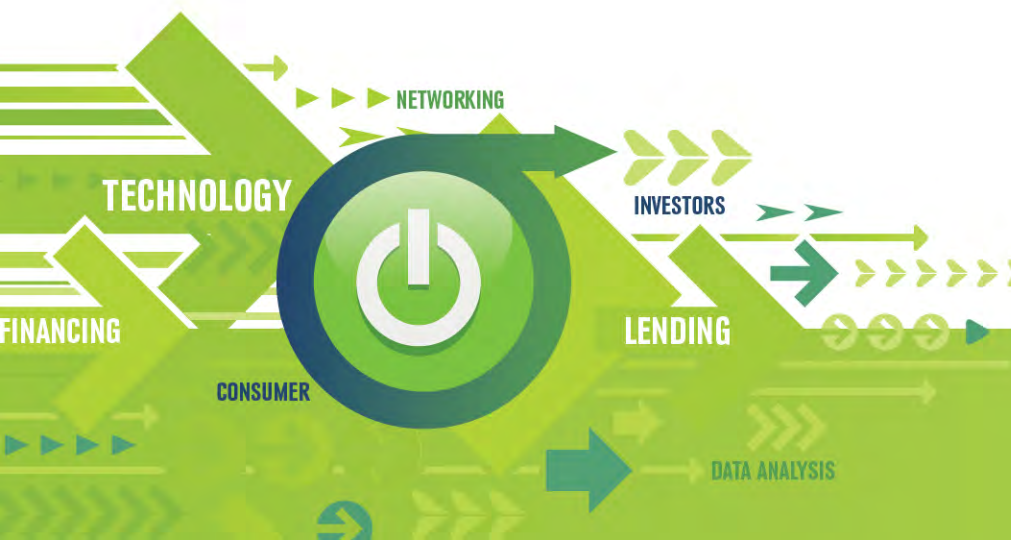 NETWORKING
TECHNOLOGY
INVESTORS
FINANCING
LENDING
CONSUMER
DATA ANALYSIS